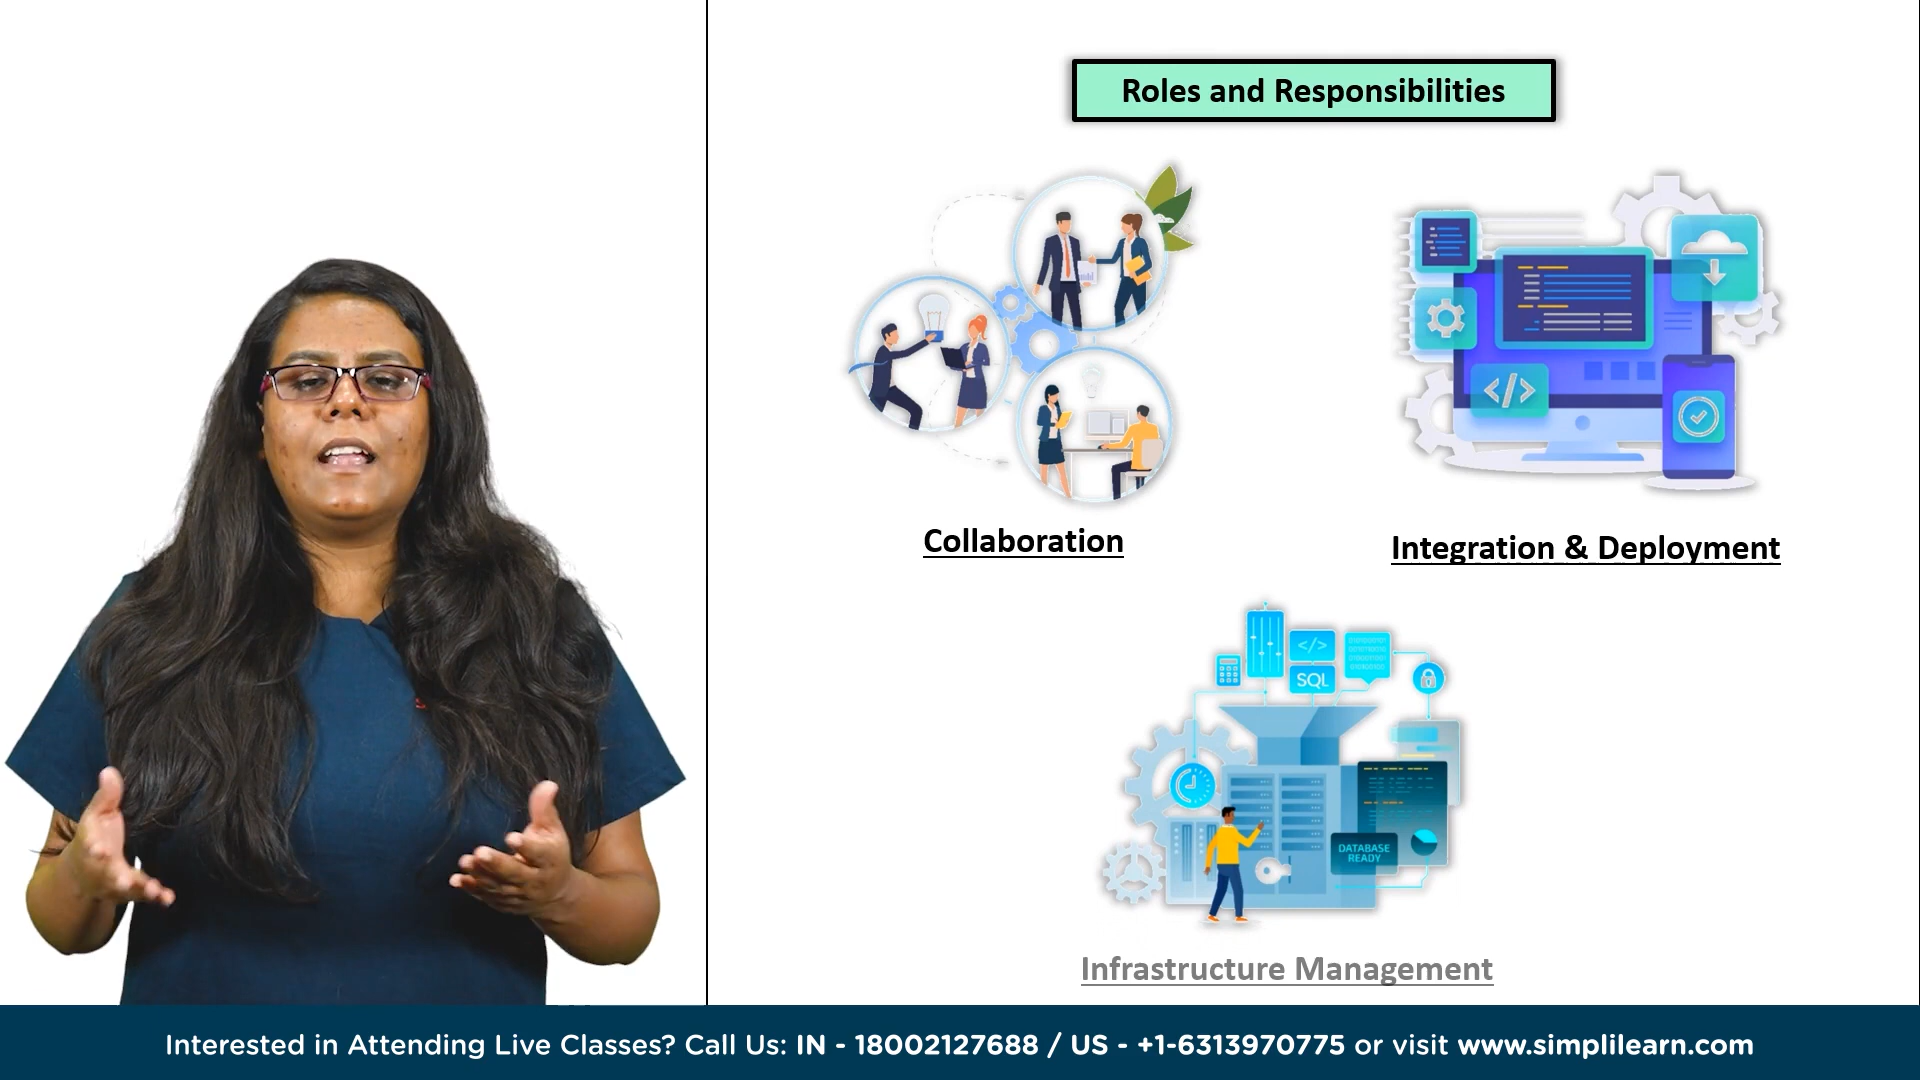 Roles and Responsibilities
Collaboration
Integration & Deployment
</>
SQL
</>
DATABASE
READY
Infrastructure Management
Interested in Attending Live Classes? Call Us: IN - 18002127688 / US - +1-6313970775 or visit www.simplilearn.com